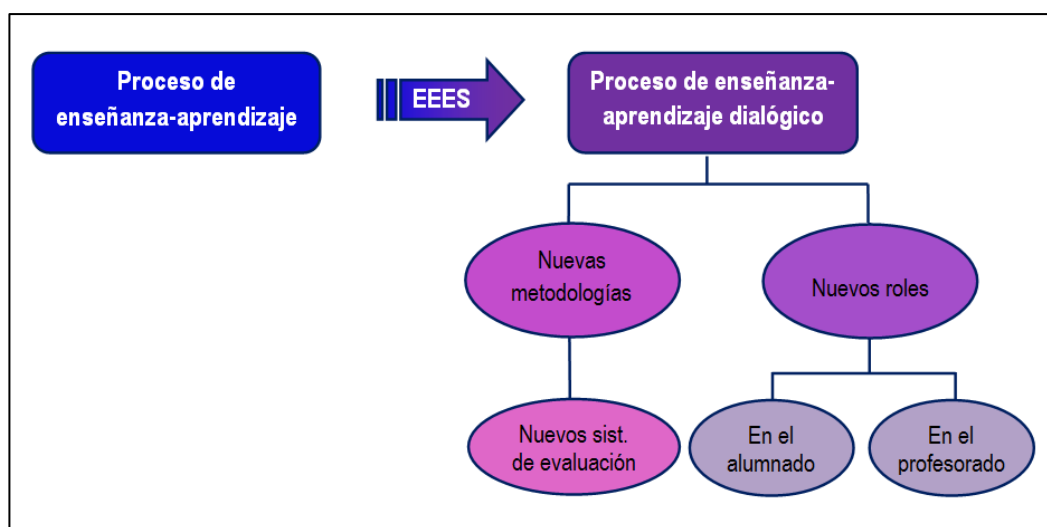 Proceso de
enseñanza-aprendizaje
EEES
Proceso de enseñanza-
aprendizaje dialógico
Nuevas
metodologías
Nuevos roles
Nuevos sist.
de evaluación
En el
alumnado
En el
profesorado